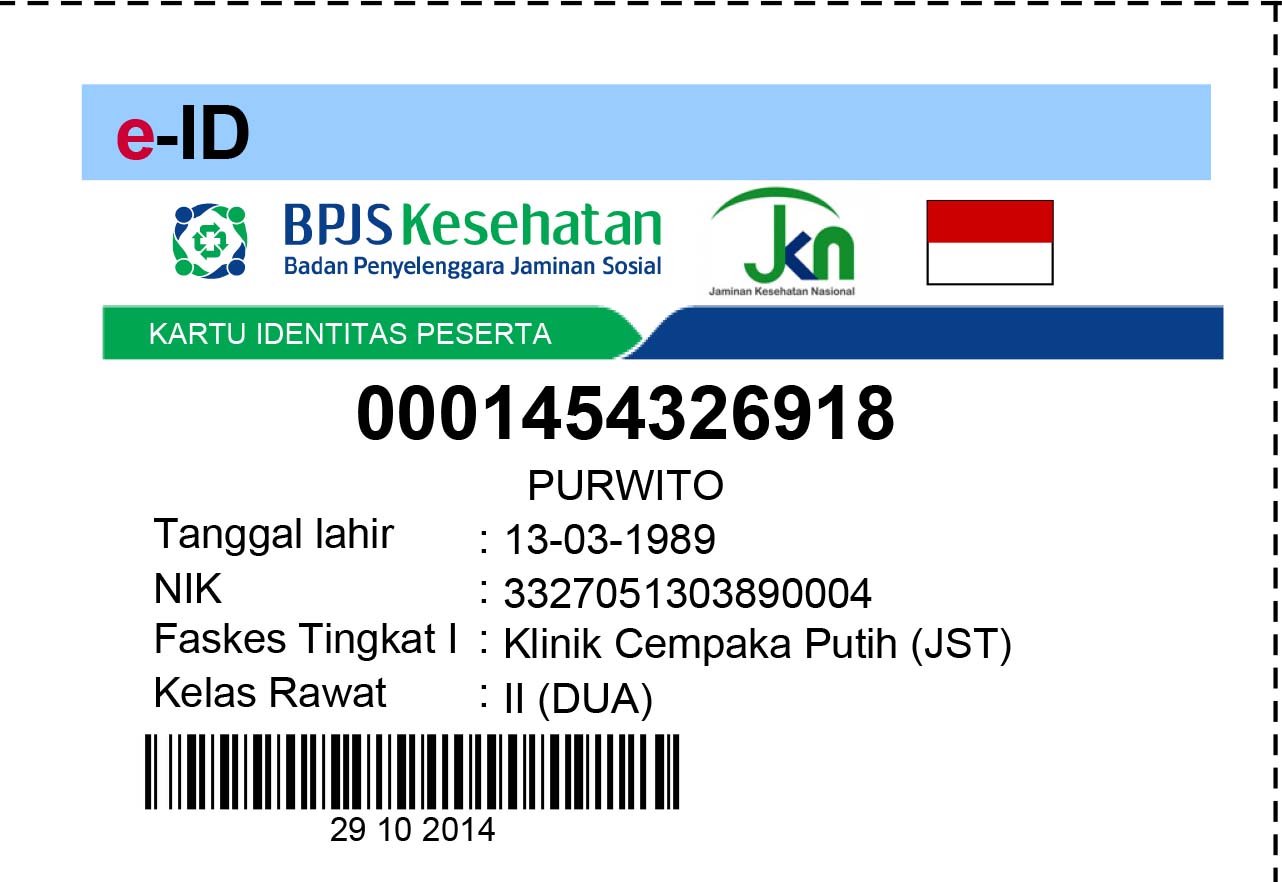 e-ID
BPJS Kesehatan
Badan Penyelenggara Jaminan Sosial
JKN
Jaminan Kesehatan Nasional
KARTU IDENTITAS PESERTA
0001454326918
PURWITO
Tanggal lahir : 13-03-1989
NIK : 3327051303890004
Faskes Tingkat I : Klinik Cempaka Putih (JST)
Kelas Rawat : II (DUA)
29 10 2014